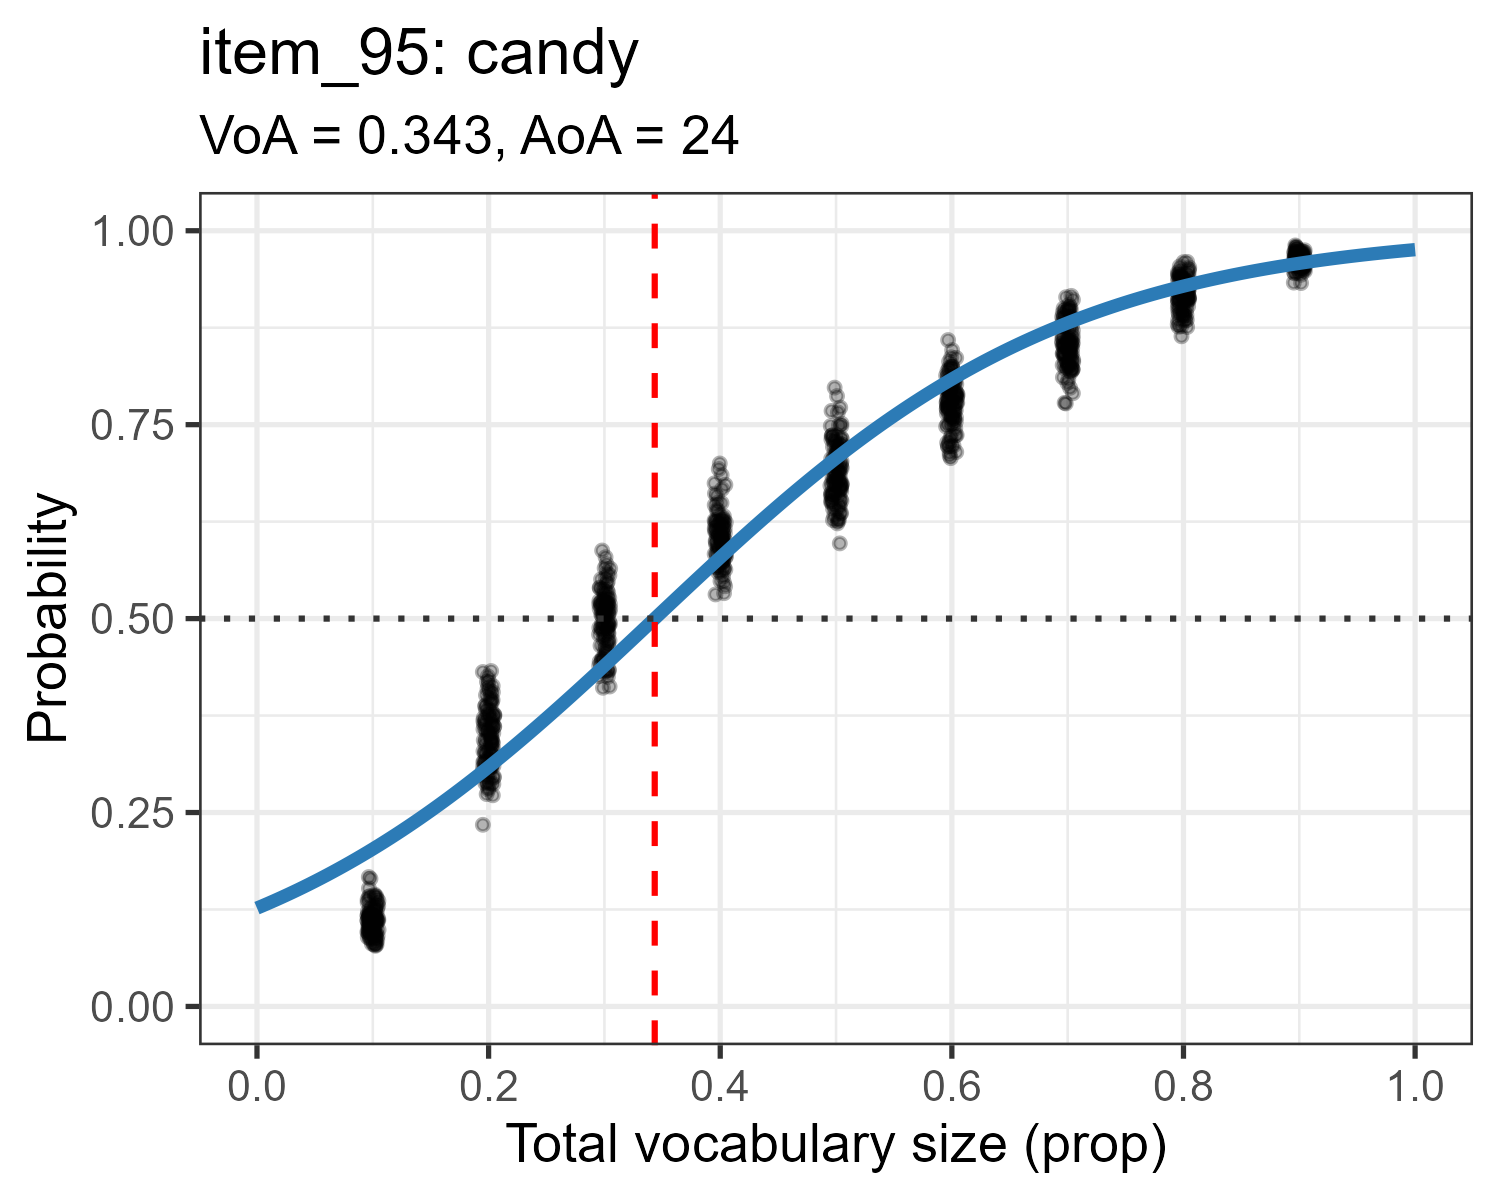 item_95: candy
VoA = 0.343, AoA = 24
Probability
1.00
0.75
0.50
0.25
0.00
0.0 0.2 0.4 0.6 0.8 1.0
Total vocabulary size (prop)